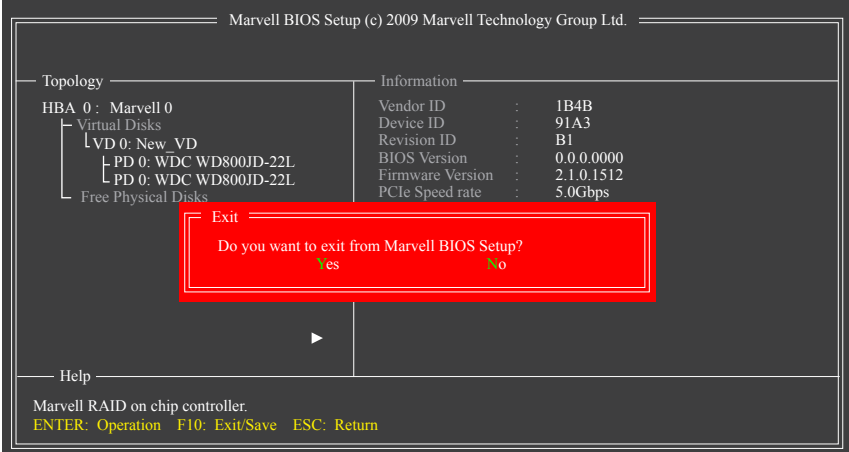 Marvell BIOS Setup (c) 2009 Marvell Technology Group Ltd.
Topology
HBA 0 : Marvell 0
Virtual Disks
VD 0: New_VD
PD 0: WDC WD800JD-22L
PD 0: WDC WD800JD-22L
Free Physical Disks
Information
Vendor ID : 1B4B
Device ID : 91A3
Revision ID : B1
BIOS Version : 0.0.0.0000
Firmware Version : 2.1.0.1512
PCIe Speed rate : 5.0Gbps
Exit
Do you want to exit from Marvell BIOS Setup?
Yes No
Help
Marvell RAID on chip controller.
ENTER: Operation F10: Exit/Save ESC: Return